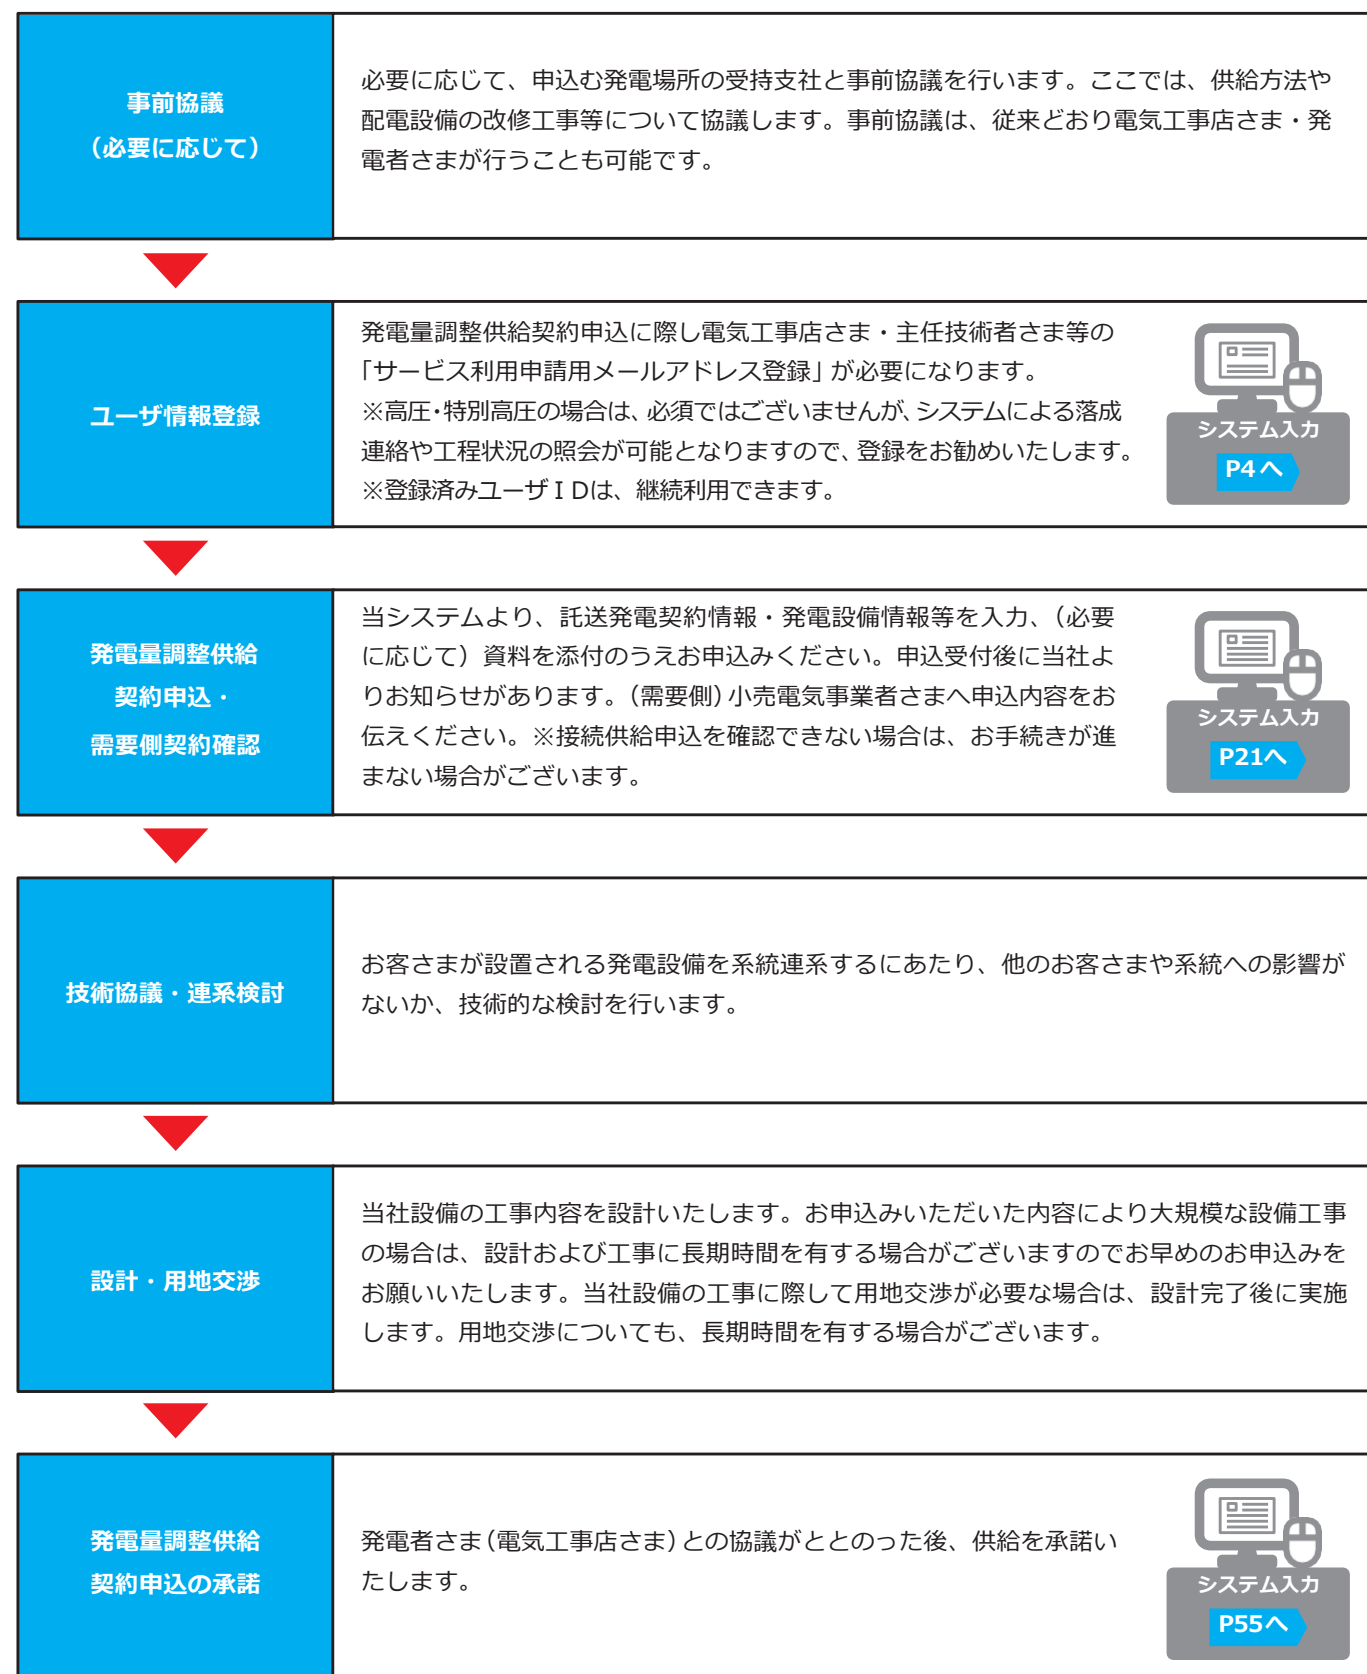 事前協議
（必要に応じて）
必要に応じて、申込む発電場所の受持支社と事前協議を行います。ここでは、供給方法や
配電設備の改修工事等について協議します。事前協議は、従来どおり電気工事店さま・発
電者さまが行うことも可能です。
ユーザ情報登録
発電量調整供給契約申込に際し電気工事店さま・主任技術者さま等の
「サービス利用申請用メールアドレス登録」が必要になります。
※高圧・特別高圧の場合は、必須ではございませんが、システムによる落成
連絡や工程状況の照会が可能となりますので、登録をお勧めいたします。
※登録済みユーザＩＤは、継続利用できます。
システム入力
P4へ
発電量調整供給
契約申込・
需要側契約確認
当システムより、託送発電契約情報・発電設備情報等を入力、（必要
に応じて）資料を添付のうえお申込みください。申込受付後に当社よ
りお知らせがあります。（需要側）小売電気事業者さまへ申込内容をお
伝えください。※接続供給申込を確認できない場合は、お手続きが進
まない場合がございます。
システム入力
P21へ
技術協議・連系検討
お客さまが設置される発電設備を系統連系するにあたり、他のお客さまや系統への影響が
ないか、技術的な検討を行います。
設計・用地交渉
当社設備の工事内容を設計いたします。お申込みいただいた内容により大規模な設備工事
の場合は、設計および工事に長期時間を有する場合がございますのでお早めのお申込みを
お願いいたします。当社設備の工事に際して用地交渉が必要な場合は、設計完了後に実施
します。用地交渉についても、長期時間を有する場合がございます。
発電量調整供給
契約申込の承諾
発電者さま（電気工事店さま）との協議がととのった後、供給を承諾い
たします。
システム入力
P55へ